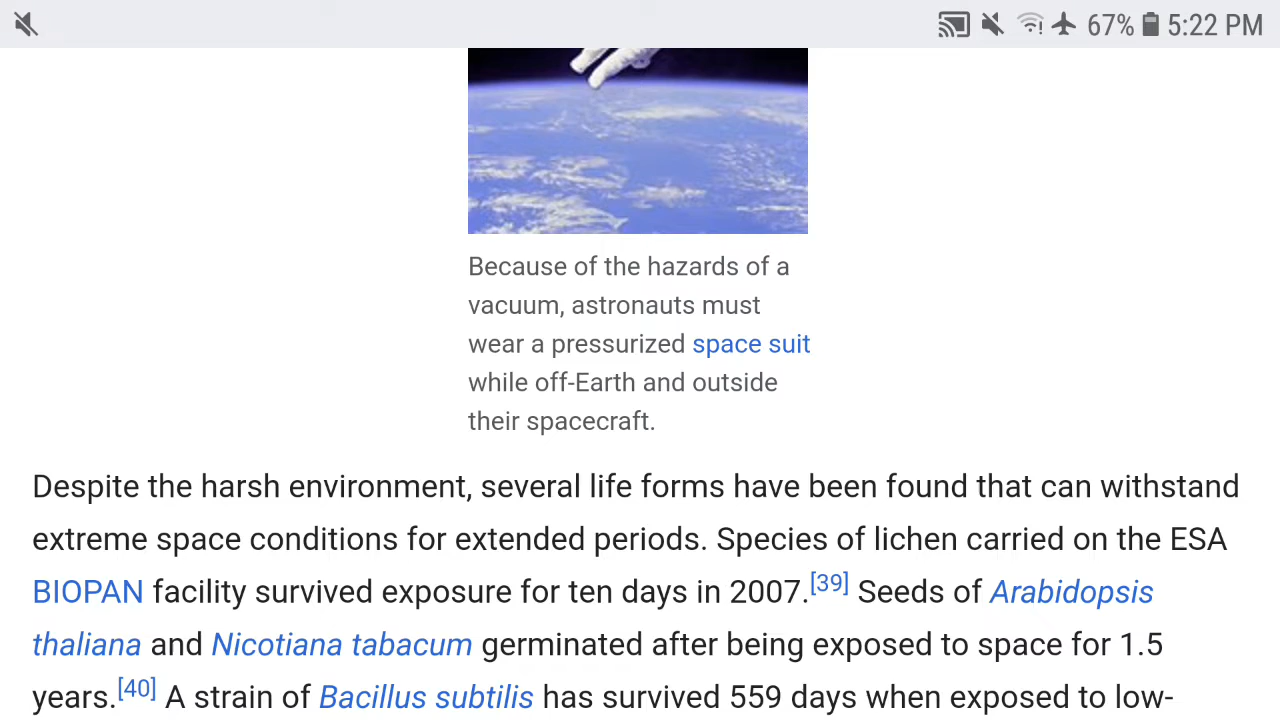 67% 5:22 PM
Because of the hazards of a
vacuum, astronauts must
wear a pressurized space suit
while off-Earth and outside
their spacecraft.
Despite the harsh environment, several life forms have been found that can withstand
extreme space conditions for extended periods. Species of lichen carried on the ESA
BIOPAN facility survived exposure for ten days in 2007.[39] Seeds of Arabidopsis
thaliana and Nicotiana tabacum germinated after being exposed to space for 1.5
years.[40] A strain of Bacillus subtilis has survived 559 days when exposed to low-